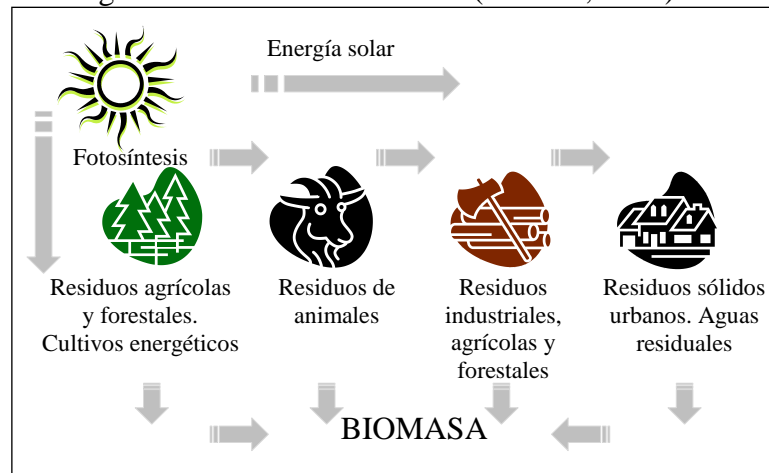 Energía solar
Fotosíntesis
Residuos agrícolas
y forestales.
Cultivos energéticos
Residuos de
animales
Residuos
industriales,
agrícolas y
forestales
Residuos sólidos
urbanos. Aguas
residuales
BIOMASA